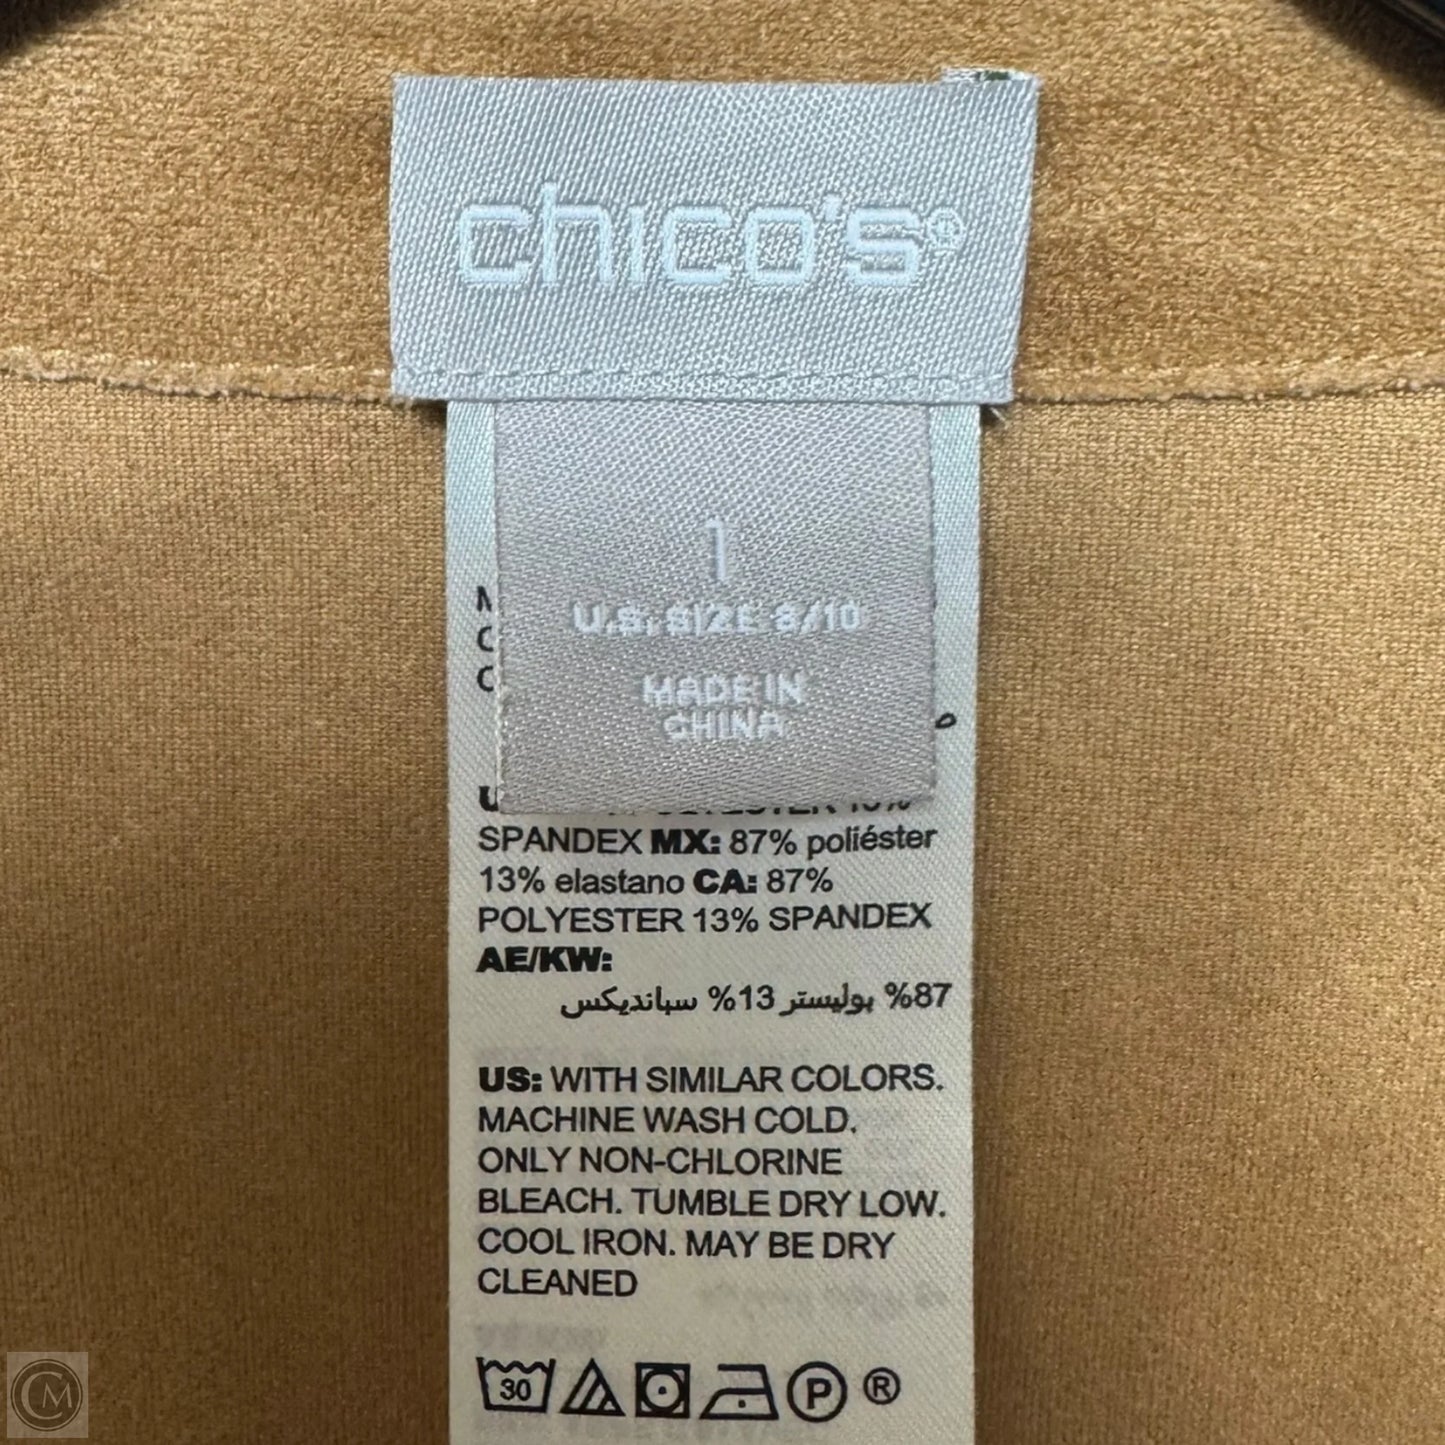 chico's®
1
U.S. SIZE 8/10
MADE IN
CHINA
SPANDEX MX: 87% poliéster
13% elastano CA: 87%
POLYESTER 13% SPANDEX
AE/KW:
87% بوليستر 13% سبانديكس
US: WITH SIMILAR COLORS.
MACHINE WASH COLD.
ONLY NON-CHLORINE
BLEACH. TUMBLE DRY LOW.
COOL IRON. MAY BE DRY
CLEANED
30 P ®
CM